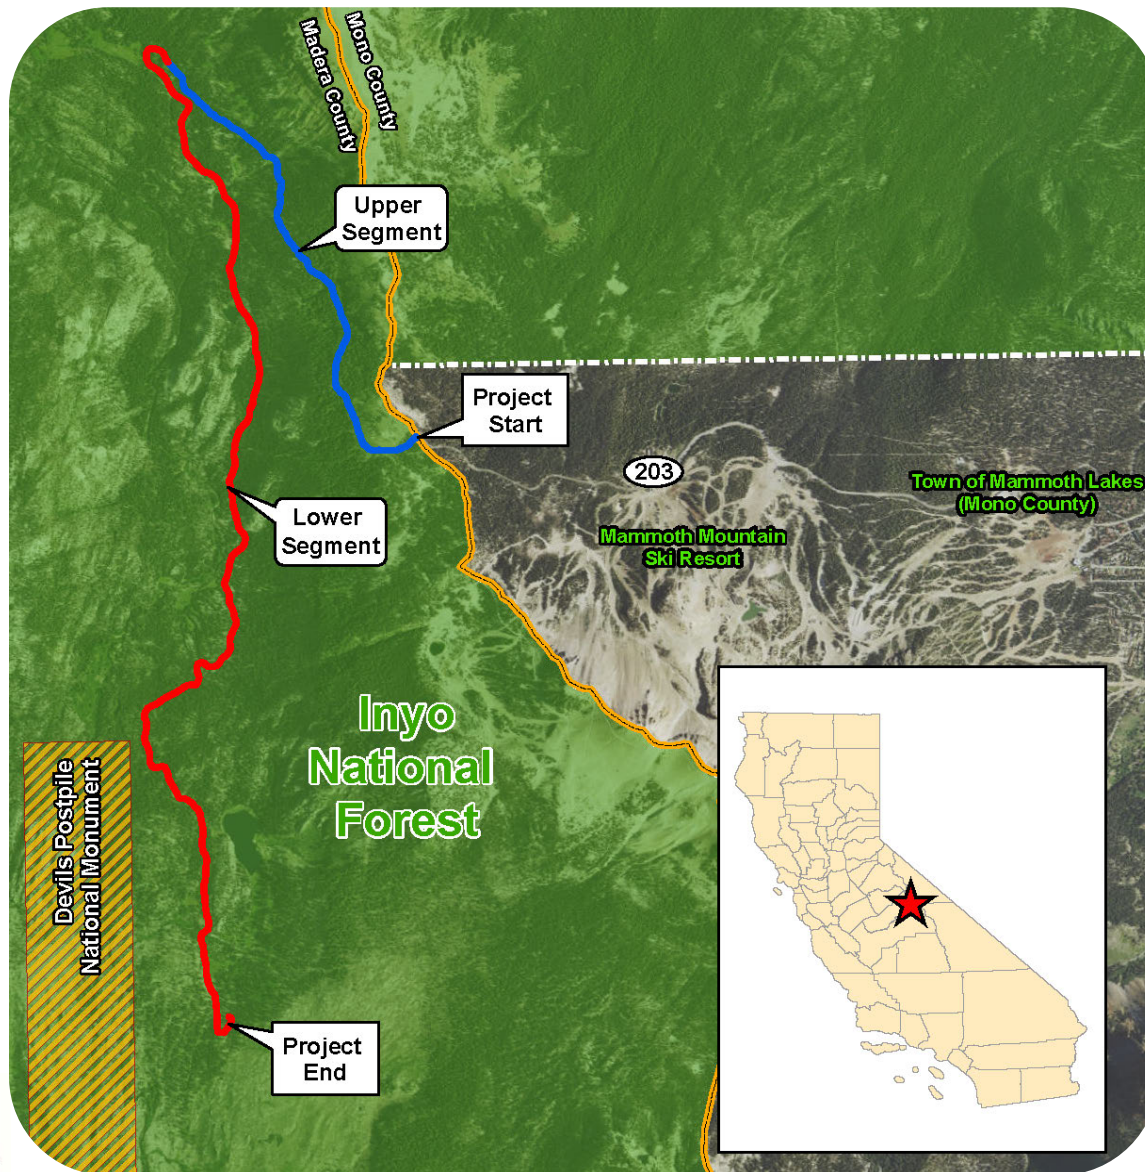 Mono County
Madera County
Upper
Segment
Project
Start
203
Town of Mammoth Lakes
(Mono County)
Lower
Segment
Mammoth Mountain
Ski Resort
Inyo
National
Forest
Devils Postpile
National Monument
Project
End